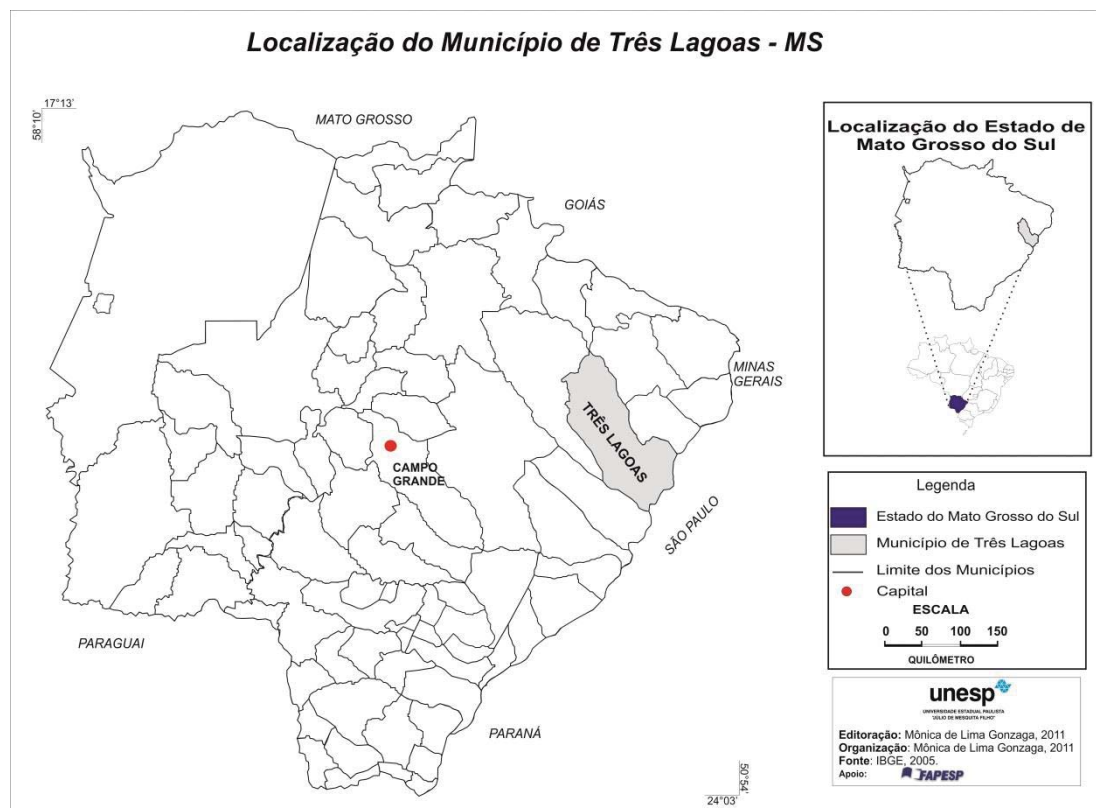 Localização do Município de Três Lagoas - MS
17°13'
58°10'
MATO GROSSO
GOIÁS
MINAS
GERAIS
TRÊS LAGOAS
CAMPO
GRANDE
SÃO PAULO
PARAGUAI
PARANÁ
50°54'
24°03'
Localização do Estado de
Mato Grosso do Sul
Legenda
Estado do Mato Grosso do Sul
Município de Três Lagoas
Limite dos Municípios
Capital
ESCALA
0 50 100 150
QUILÔMETRO
unesp
UNIVERSIDADE ESTADUAL PAULISTA
"JÚLIO DE MESQUITA FILHO"
Editoração: Mônica de Lima Gonzaga, 2011
Organização: Mônica de Lima Gonzaga, 2011
Fonte: IBGE, 2005.
Apoio: FAPESP